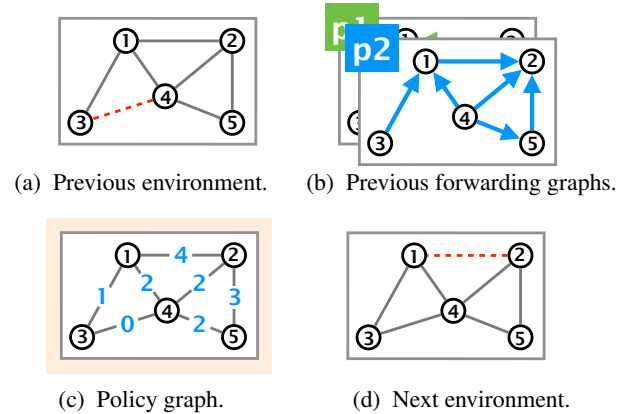 1 2
4
3 5
(a) Previous environment.
p1
p2
1 2
4
3 5
(b) Previous forwarding graphs.
1 4 2
2 2
1 3
4
0 2
3 5
(c) Policy graph.
1 2
4
3 5
(d) Next environment.